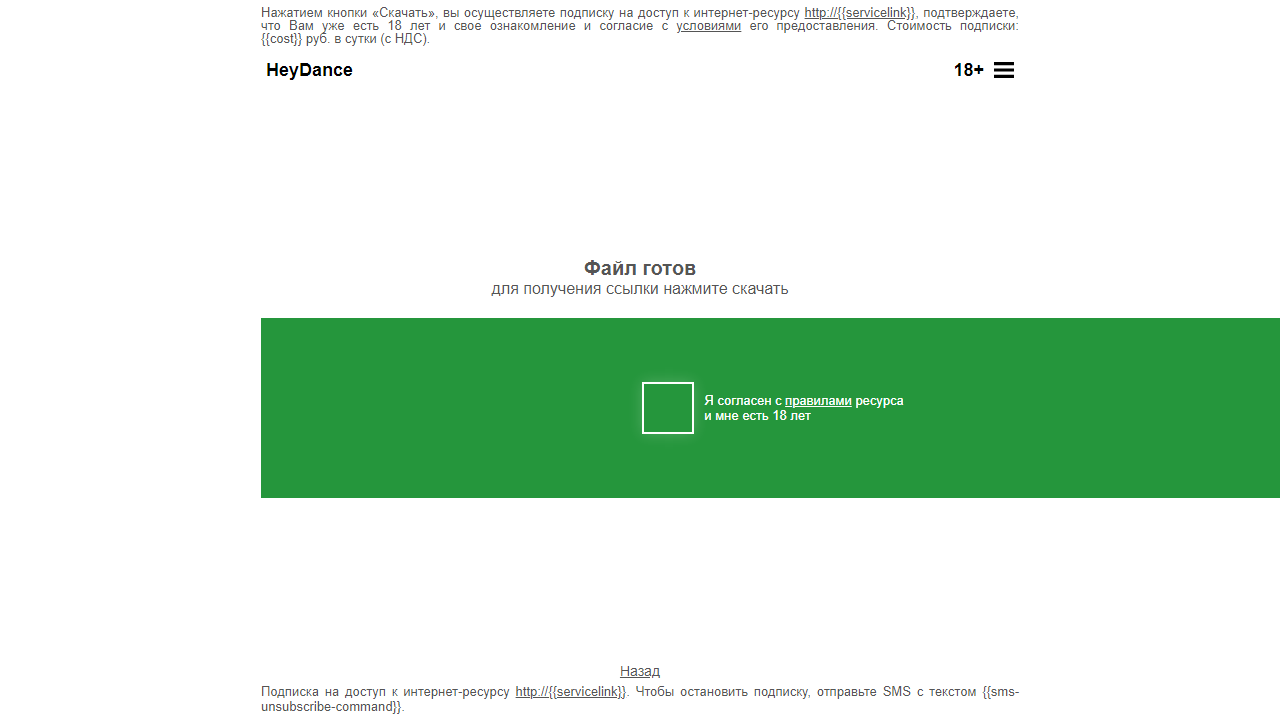 Нажатием кнопки «Скачать», вы осуществляете подписку на доступ к интернет-ресурсу http://{{servicelink}}, подтверждаете,
что Вам уже есть 18 лет и свое ознакомление и согласие с условиями его предоставления. Стоимость подписки:
{{cost}} руб. в сутки (с НДС).
HeyDance
18+
Файл готов
для получения ссылки нажмите скачать
Я согласен с правилами ресурса
и мне есть 18 лет
Назад
Подписка на доступ к интернет-ресурсу http://{{servicelink}}. Чтобы остановить подписку, отправьте SMS с текстом {{sms-
unsubscribe-command}}.